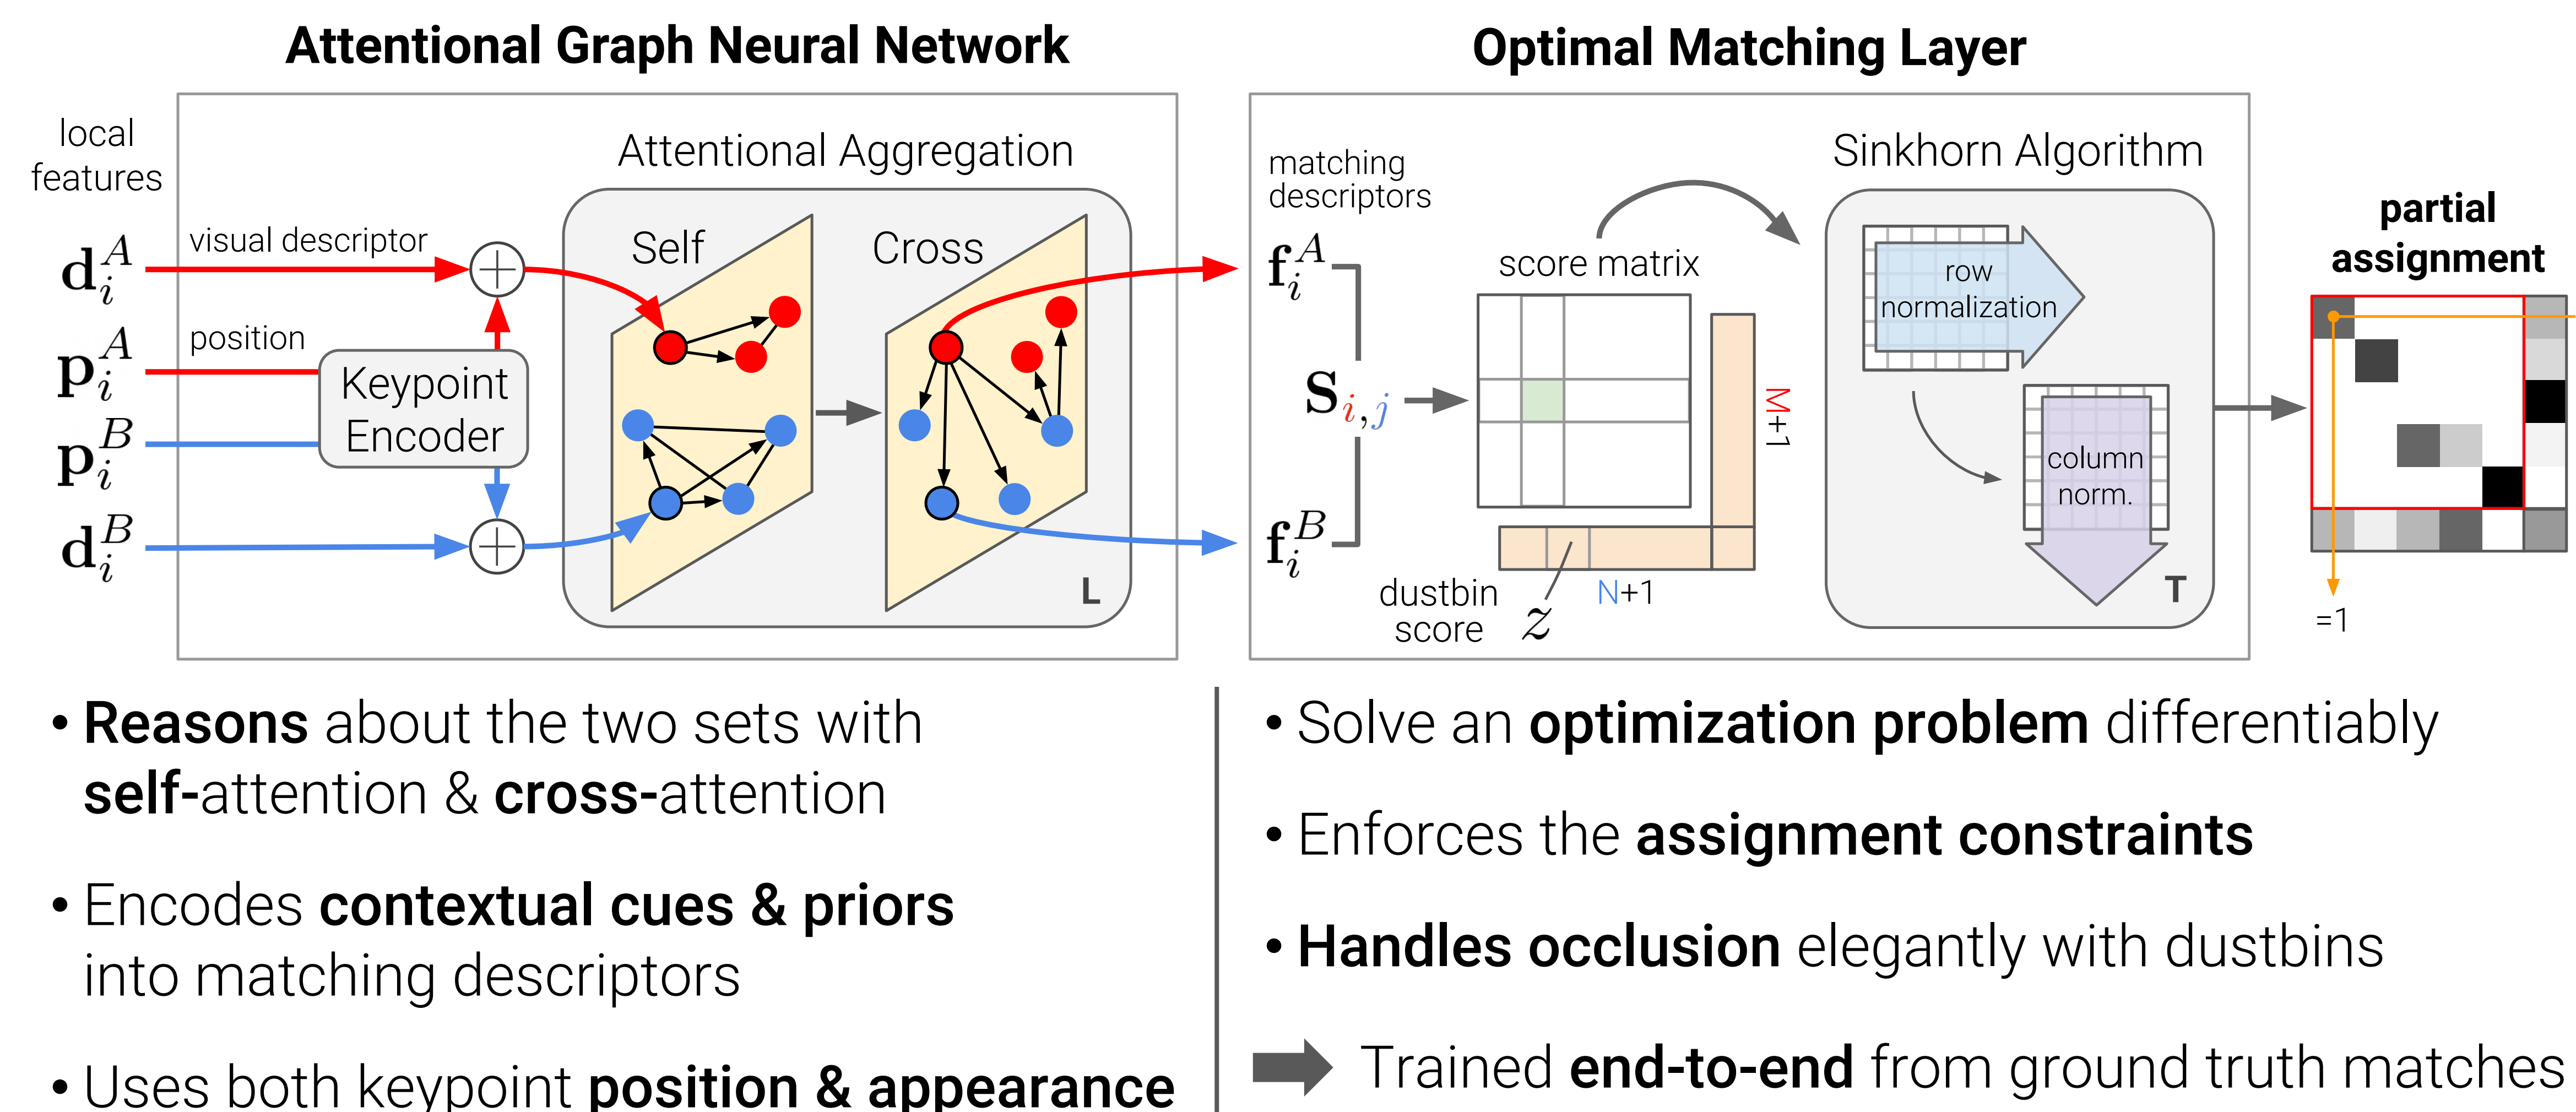 Attentional Graph Neural Network
local
features
visual descriptor
position
d_i^A
p_i^A
p_i^B
d_i^B
Keypoint
Encoder
Attentional Aggregation
Self
Cross
L
Optimal Matching Layer
matching
descriptors
f_i^A
S_{i,j}
f_i^B
score matrix
M+1
N+1
dustbin
score
z
Sinkhorn Algorithm
row
normalization
column
norm.
T
partial
assignment
=1
• Reasons about the two sets with
self-attention & cross-attention
• Encodes contextual cues & priors
into matching descriptors
• Uses both keypoint position & appearance
• Solve an optimization problem differentiably
• Enforces the assignment constraints
• Handles occlusion elegantly with dustbins
Trained end-to-end from ground truth matches